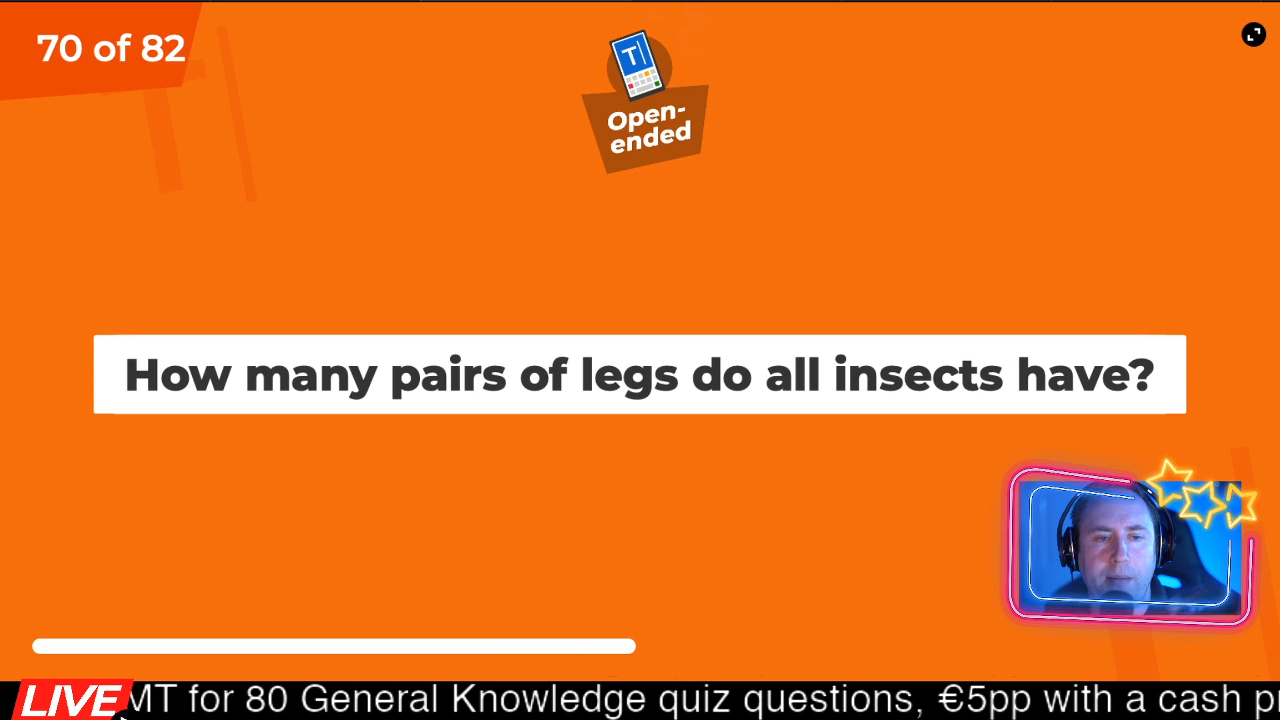 70 of 82
T
Open-
ended
How many pairs of legs do all insects have?
LIVE
MT for 80 General Knowledge quiz questions, €5pp with a cash